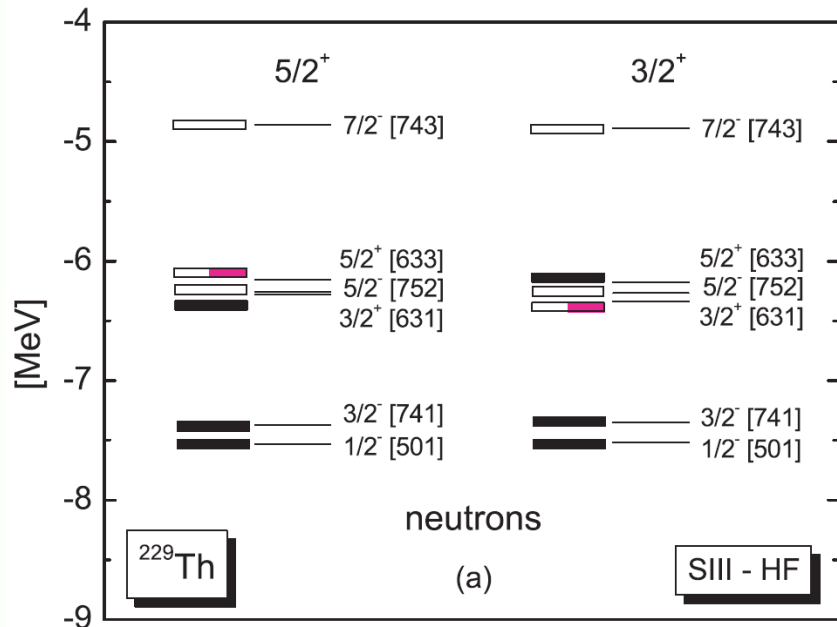 -4
5/2⁺ 3/2⁺
7/2⁻ [743] 7/2⁻ [743]
-5
-6
5/2⁺ [633] 5/2⁺ [633]
5/2⁻ [752] 5/2⁻ [752]
3/2⁺ [631] 3/2⁺ [631]
[MeV]
-7
3/2⁻ [741] 3/2⁻ [741]
1/2⁻ [501] 1/2⁻ [501]
-8
neutrons
²²⁹Th (a) SIII - HF
-9